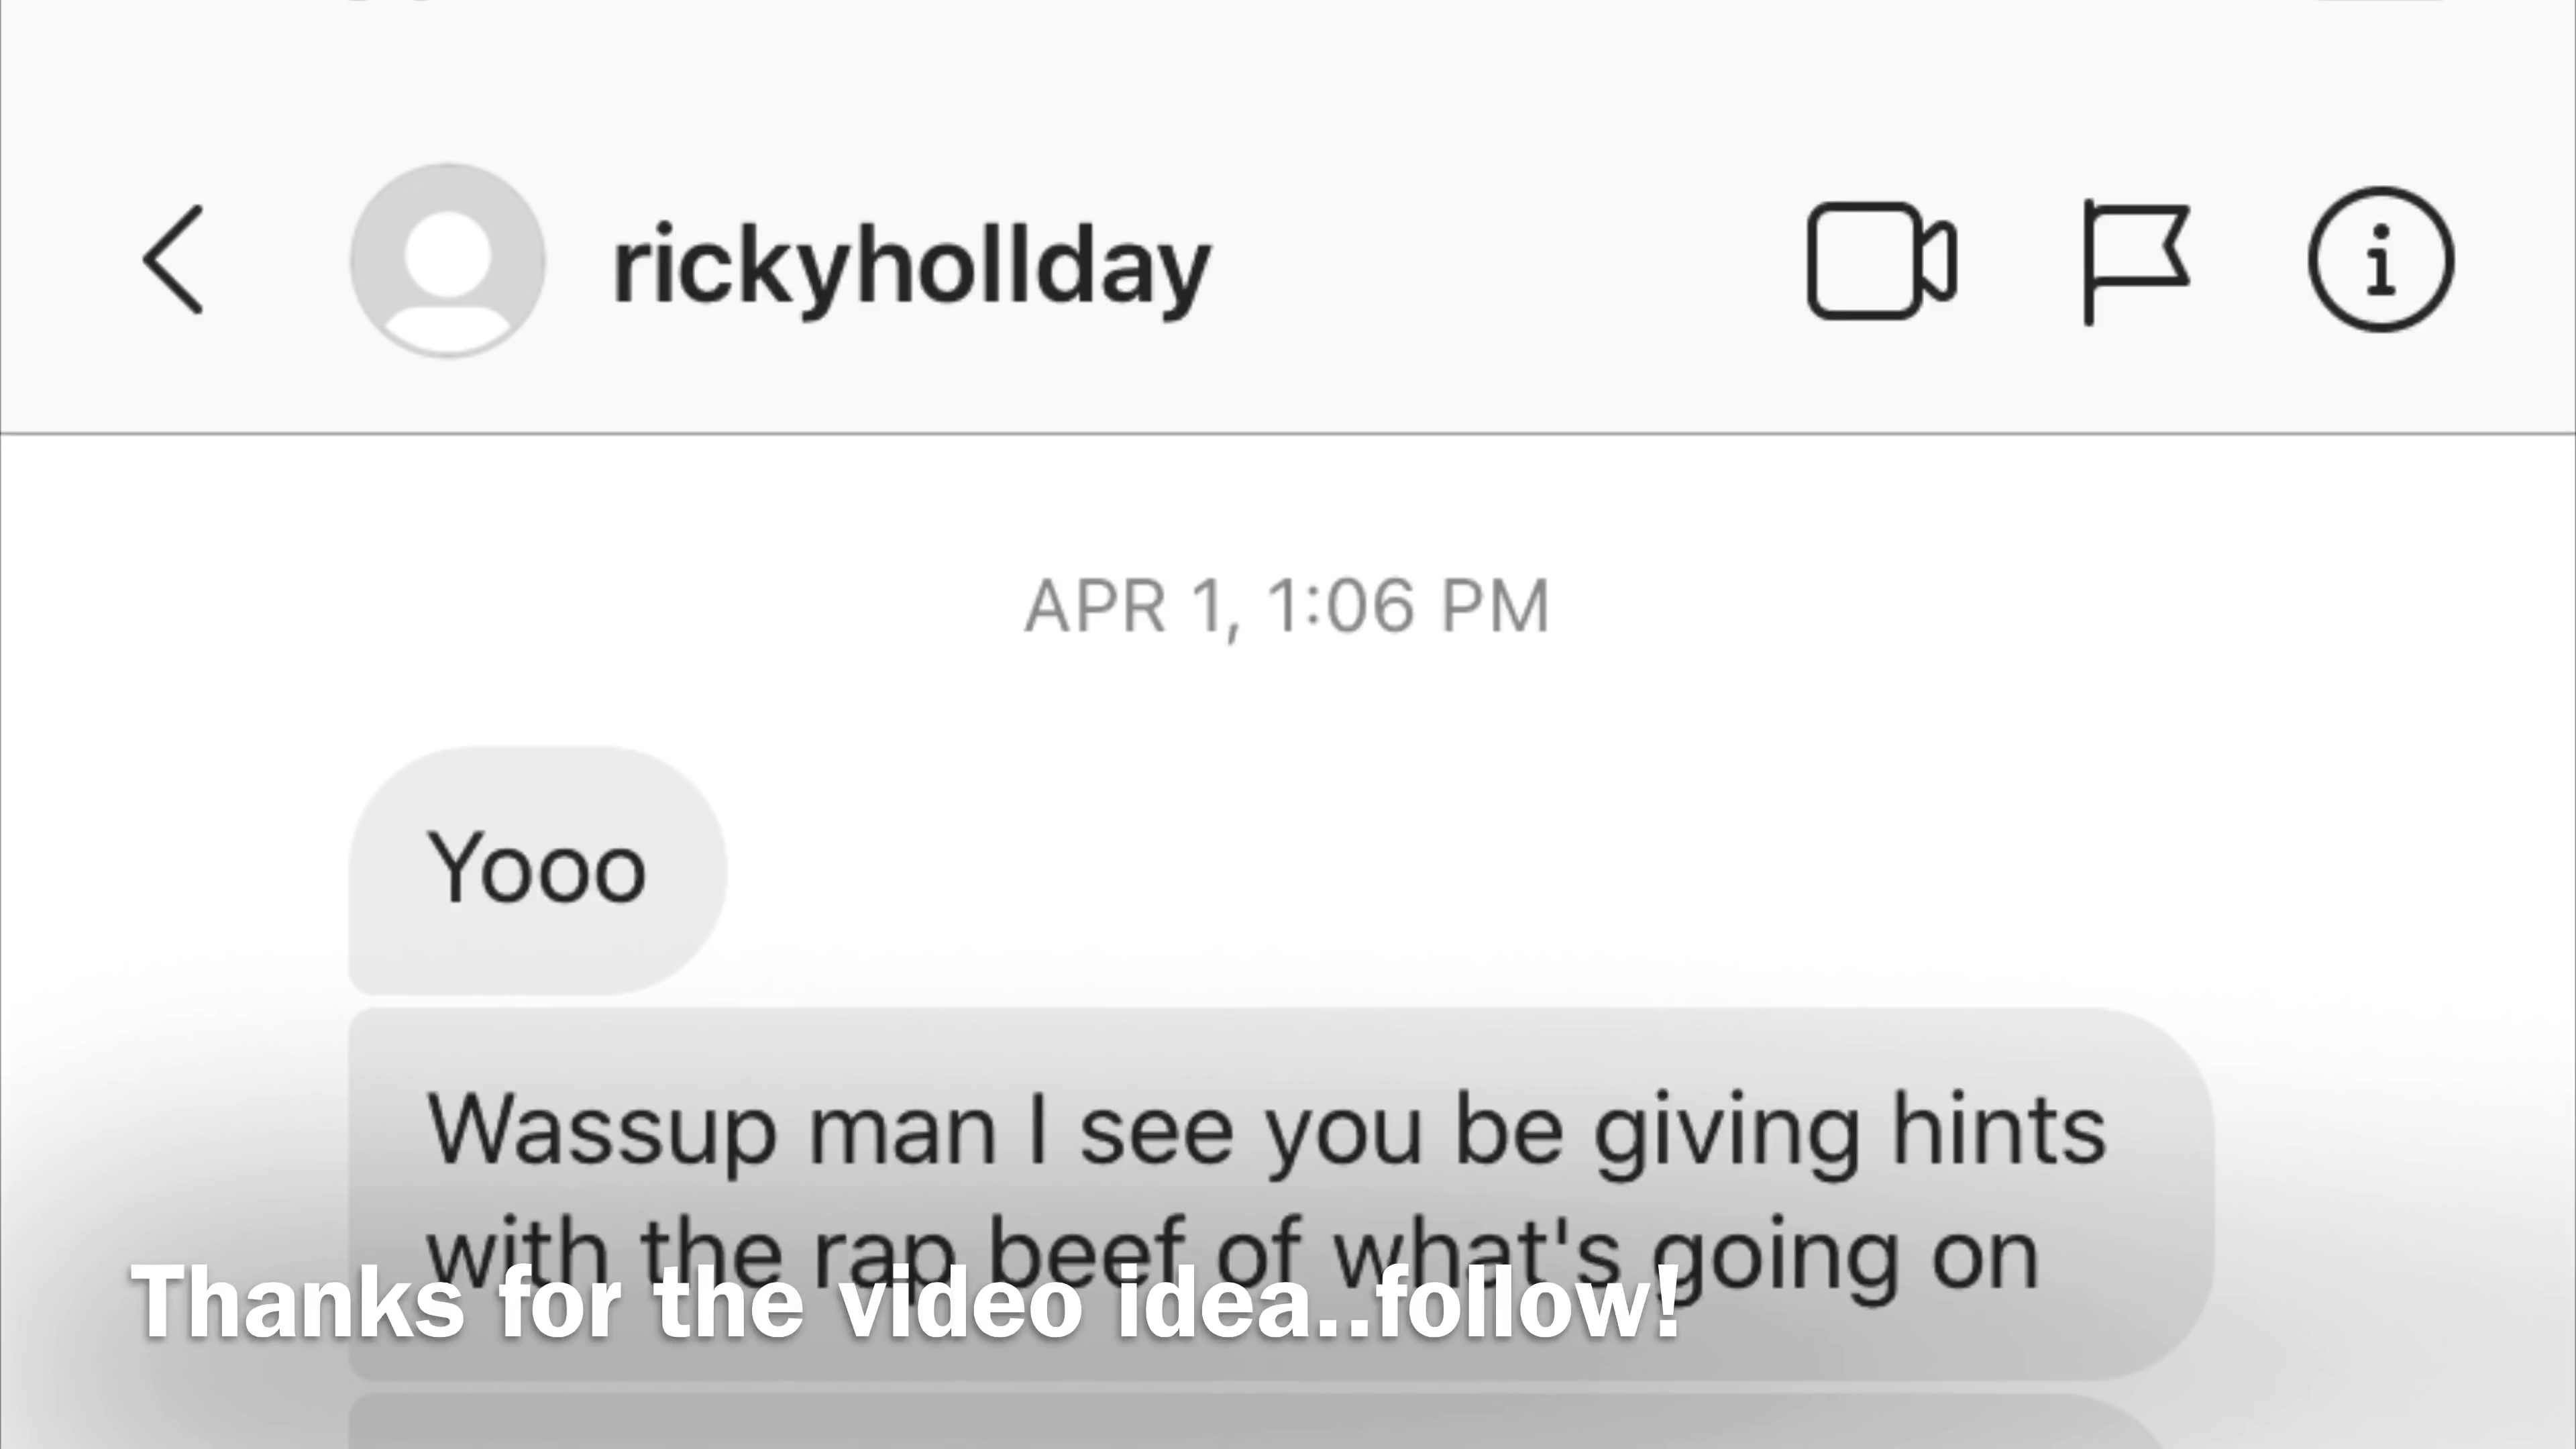 rickyhollday
APR 1, 1:06 PM
Yooo
Wassup man I see you be giving hints
with the rap beef of what's going on
Thanks for the video idea..follow!